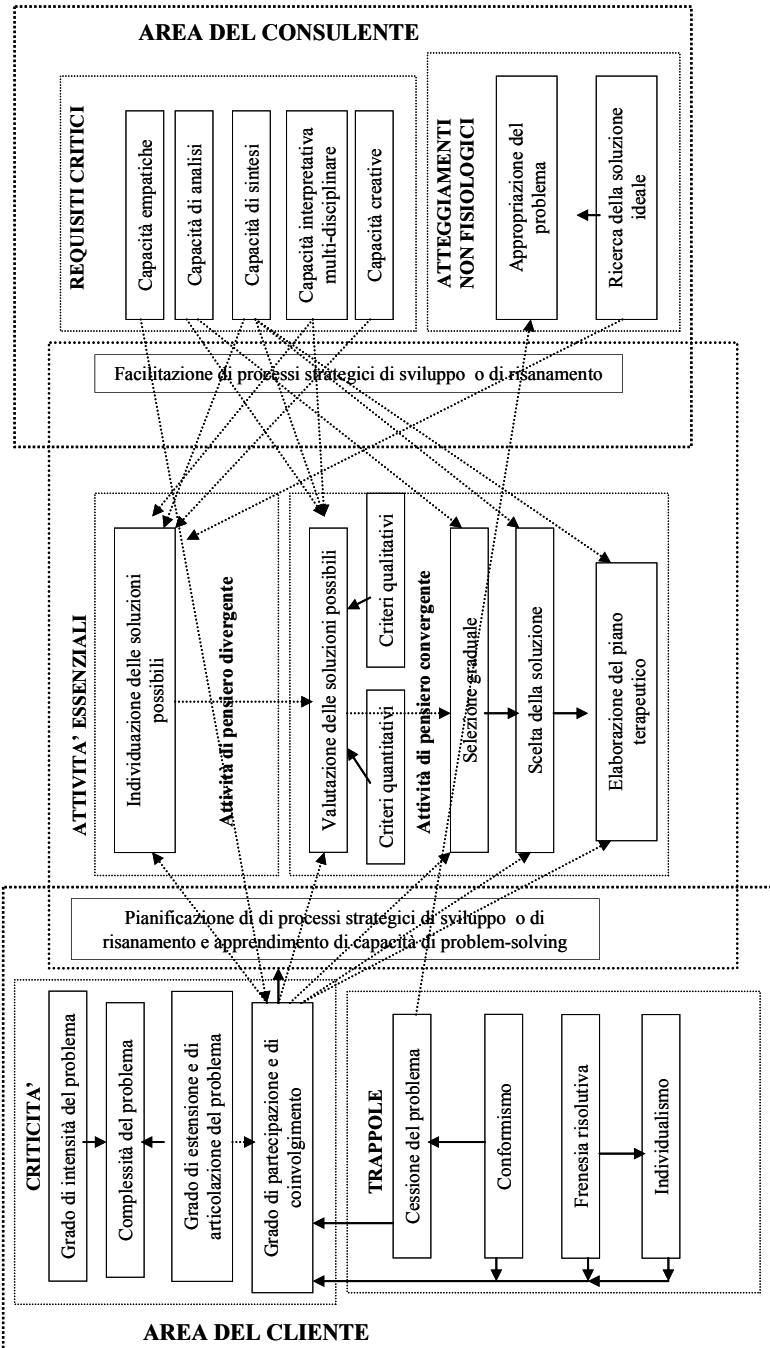 AREA DEL CONSULENTE
REQUISITI CRITICI
Capacità empatiche
Capacità di analisi
Capacità di sintesi
Capacità interpretativa
multi-disciplinare
Capacità creative
ATTEGGIAMENTI
NON FISIOLOGICI
Appropriazione del
problema
Ricerca della soluzione
ideale
Facilitazione di processi strategici di sviluppo o di risanamento
ATTIVITA' ESSENZIALI
Individuazione delle soluzioni
possibili
Attività di pensiero divergente
Valutazione delle soluzioni possibili
Criteri quantitativi
Criteri qualitativi
Attività di pensiero convergente
Selezione graduale
Scelta della soluzione
Elaborazione del piano
terapeutico
Pianificazione di di processi strategici di sviluppo o di
risanamento e apprendimento di capacità di problem-solving
CRITICITA'
Grado di intensità del problema
Complessità del problema
Grado di estensione e di
articolazione del problema
Grado di partecipazione e di
coinvolgimento
TRAPPOLE
Cessione del problema
Conformismo
Frenesia risolutiva
Individualismo
AREA DEL CLIENTE